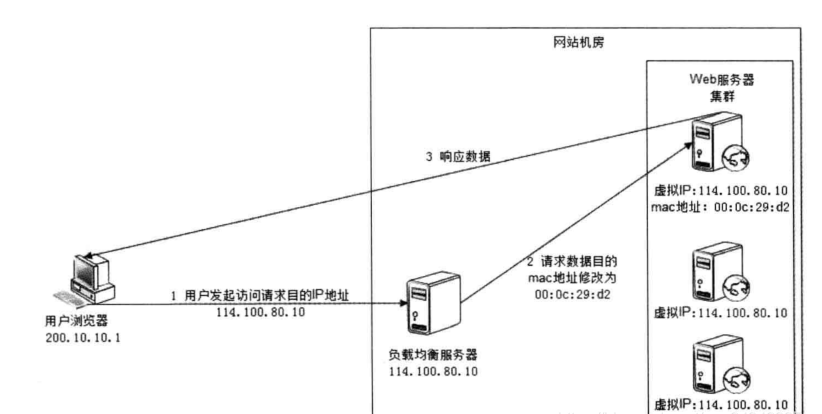 网站机房
Web服务器
集群
3 响应数据
虚拟IP:114.100.80.10
mac地址: 00:0c:29:d2
2 请求数据目的
mac地址修改为
00:0c:29:d2
1 用户发起访问请求目的IP地址
114.100.80.10
虚拟IP:114.100.80.10
用户浏览器
200.10.10.1
负载均衡服务器
114.100.80.10
虚拟IP:114.100.80.10